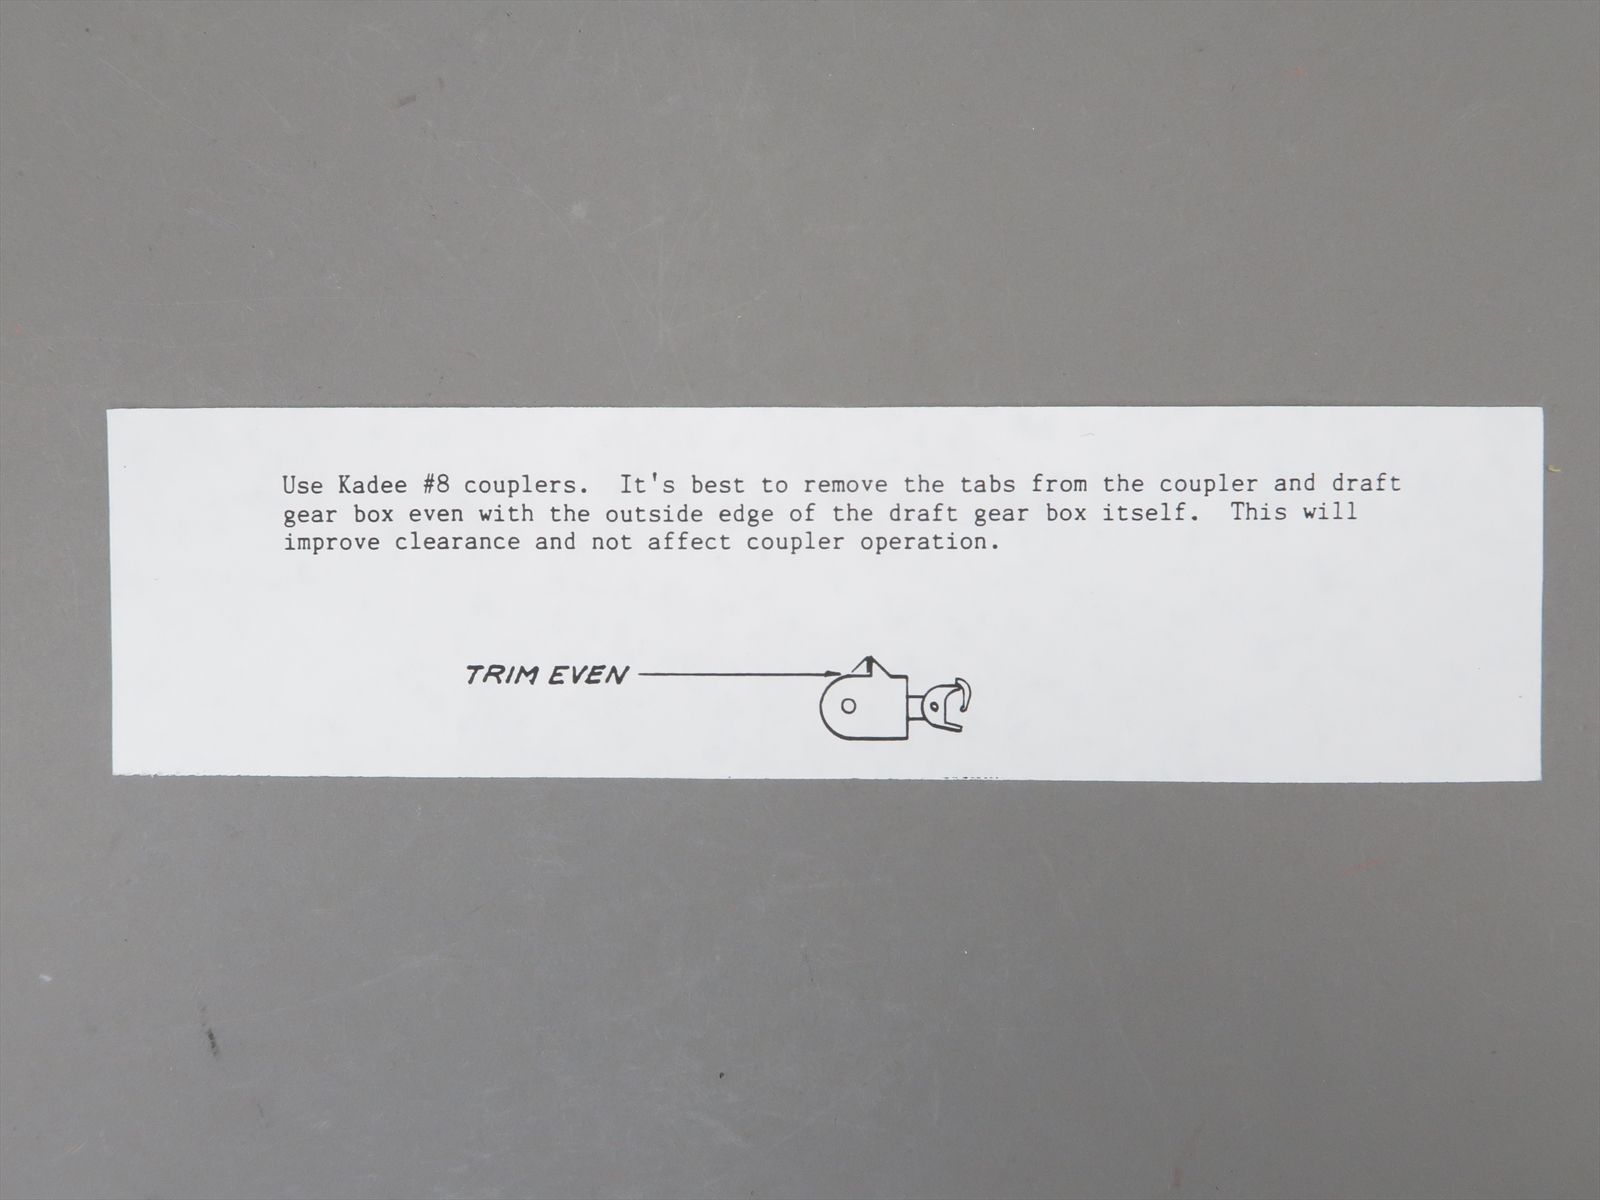 Use Kadee #8 couplers.  It's best to remove the tabs from the coupler and draft
gear box even with the outside edge of the draft gear box itself.  This will
improve clearance and not affect coupler operation.
TRIM EVEN